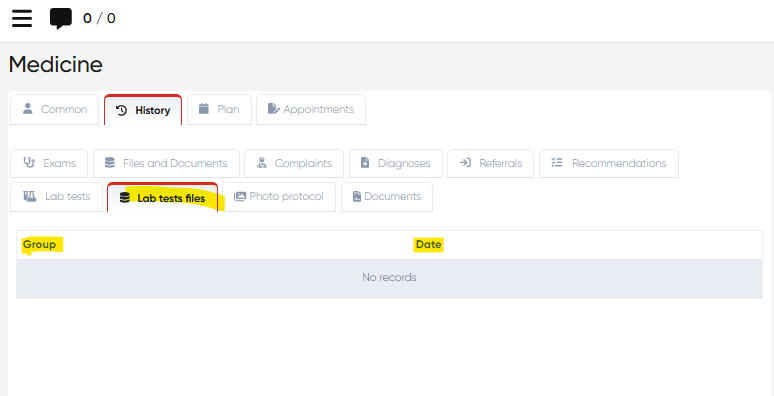 0 / 0
Medicine
Common History Plan Appointments
Exams Files and Documents Complaints Diagnoses Referrals Recommendations
Lab tests Lab tests files Photo protocol Documents
Group Date
No records